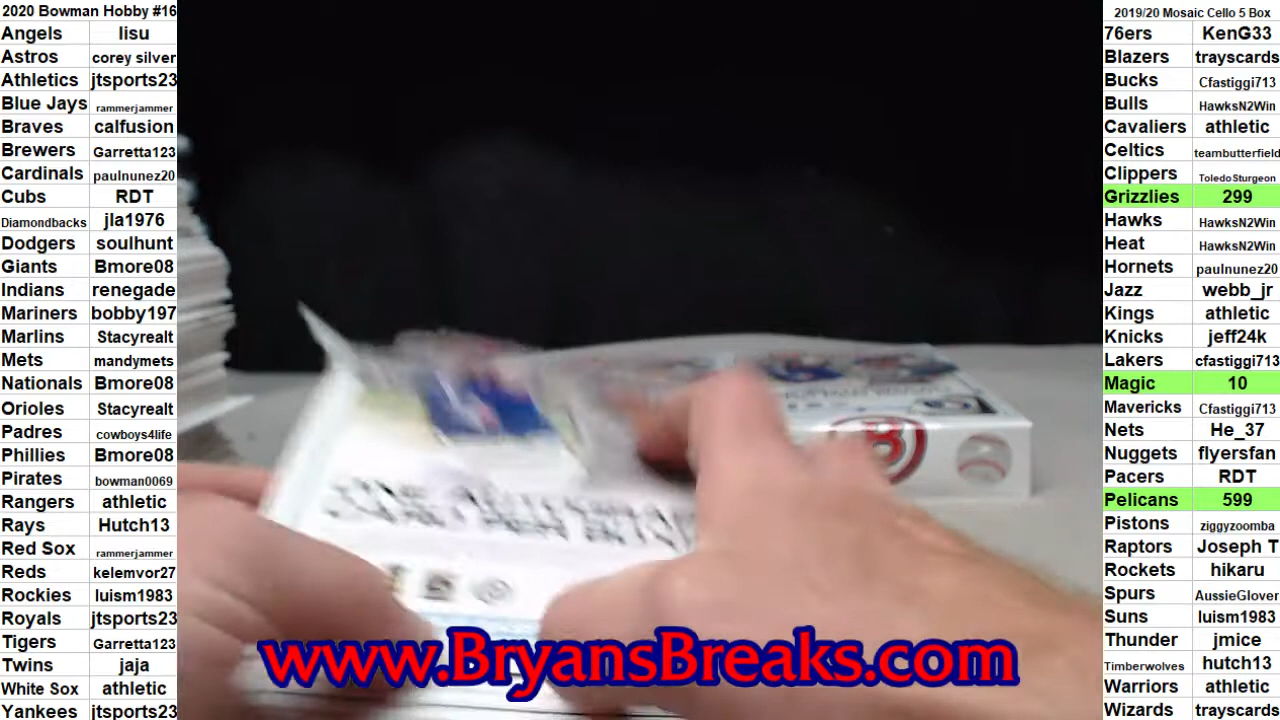 2020 Bowman Hobby #16
Angels lisu
Astros corey silver
Athletics jtsports23
Blue Jays rammerjammer
Braves calfusion
Brewers Garretta123
Cardinals paulnunez20
Cubs RDT
Diamondbacks jla1976
Dodgers soulhunt
Giants Bmore08
Indians renegade
Mariners bobby197
Marlins Stacyrealt
Mets mandymets
Nationals Bmore08
Orioles Stacyrealt
Padres cowboys4life
Phillies Bmore08
Pirates bowman0069
Rangers athletic
Rays Hutch13
Red Sox rammerjammer
Reds kelemvor27
Rockies luism1983
Royals jtsports23
Tigers Garretta123
Twins jaja
White Sox athletic
Yankees jtsports23
B
www.BryansBreaks.com
2019/20 Mosaic Cello 5 Box
76ers KenG33
Blazers trayscards
Bucks Cfastiggi713
Bulls HawksN2Win
Cavaliers athletic
Celtics teambutterfield
Clippers ToledoSturgeon
Grizzlies 299
Hawks HawksN2Win
Heat HawksN2Win
Hornets paulnunez20
Jazz webb_jr
Kings athletic
Knicks jeff24k
Lakers cfastiggi713
Magic 10
Mavericks Cfastiggi713
Nets He_37
Nuggets flyersfan
Pacers RDT
Pelicans 599
Pistons ziggyzoomba
Raptors Joseph T
Rockets hikaru
Spurs AussieGlover
Suns luism1983
Thunder jmice
Timberwolves hutch13
Warriors athletic
Wizards trayscards